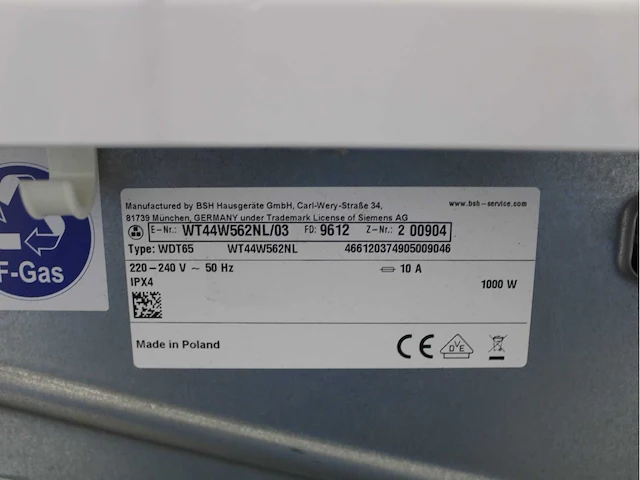 Manufactured by BSH Hausgeräte GmbH, Carl-Wery-Straße 34,
81739 München, GERMANY under Trademark License of Siemens AG
www.bsh-service.com
E-Nr.: WT44W562NL/03 FD: 9612 Z-Nr.: 2 00904
Type: WDT65 WT44W562NL 466120374905009046
220-240 V ~ 50 Hz 10 A
IPX4 1000 W
Made in Poland
CE DVE
F-Gas